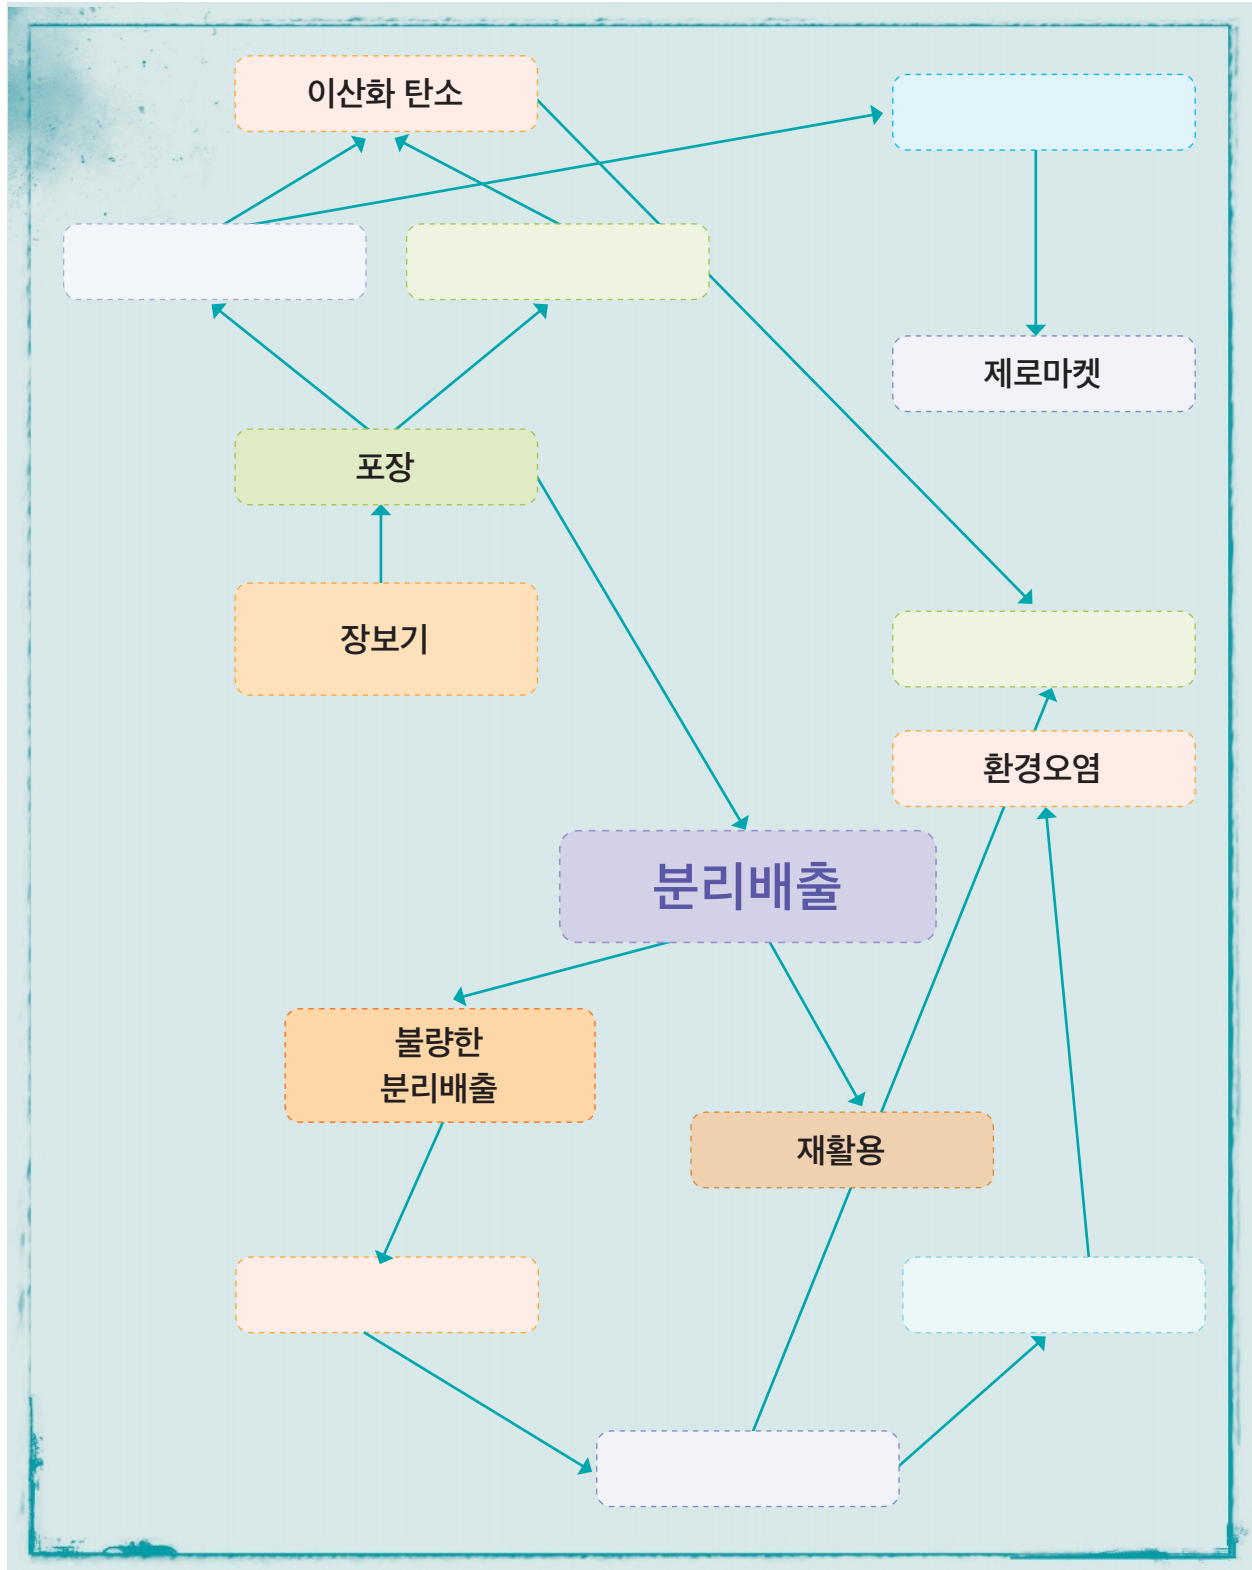 이산화 탄소
제로마켓
포장
장보기
환경오염
분리배출
불량한
분리배출
재활용